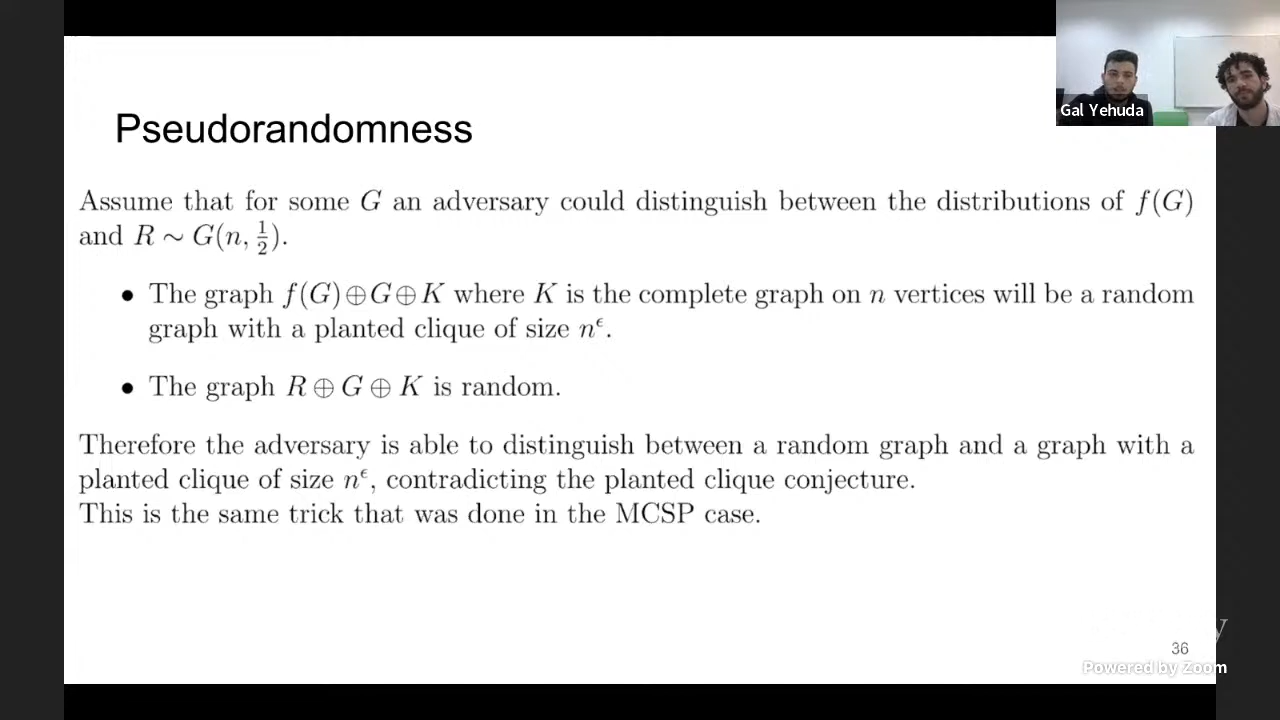 Gal Yehuda
Pseudorandomness
Assume that for some G an adversary could distinguish between the distributions of f(G)
and R ∼ G(n, 1/2).
• The graph f(G)⊕G⊕K where K is the complete graph on n vertices will be a random
graph with a planted clique of size n^ϵ.
• The graph R ⊕ G ⊕ K is random.
Therefore the adversary is able to distinguish between a random graph and a graph with a
planted clique of size n^ϵ, contradicting the planted clique conjecture.
This is the same trick that was done in the MCSP case.
36
Powered by Zoom